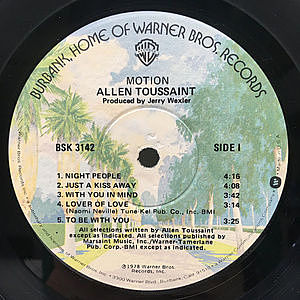 BURBANK, HOME OF WARNER BROS. RECORDS
MOTION
ALLEN TOUSSAINT
Produced by Jerry Wexler
BSK 3142 SIDE I
1. NIGHT PEOPLE 4:16
2. JUST A KISS AWAY 4:08
3. WITH YOU IN MIND 3:42
4. LOVER OF LOVE 3:14
(Naomi Neville) Tune Kel Pub. Co., Inc. BMI
5. TO BE WITH YOU 3:25
All selections written by Allen Toussaint
except as indicated. All selections published by
Marsaint Music, Inc./Warner-Tamerlane
Pub. Corp.-BMI except as indicated.
©1978 Warner Bros.
Records, Inc.